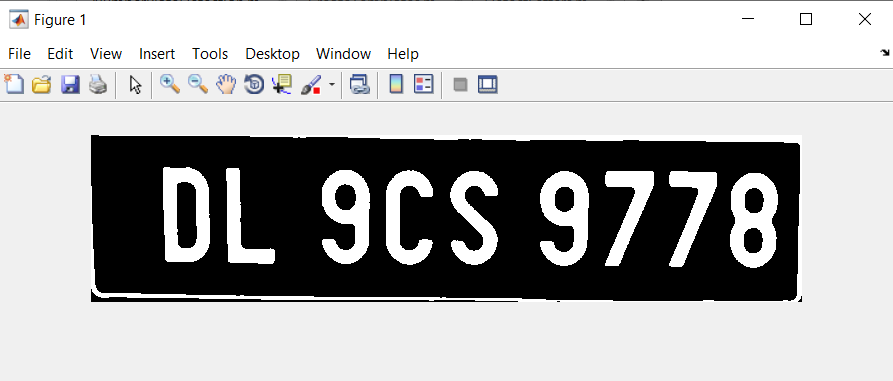 Figure 1
File Edit View Insert Tools Desktop Window Help
DL 9CS 9778